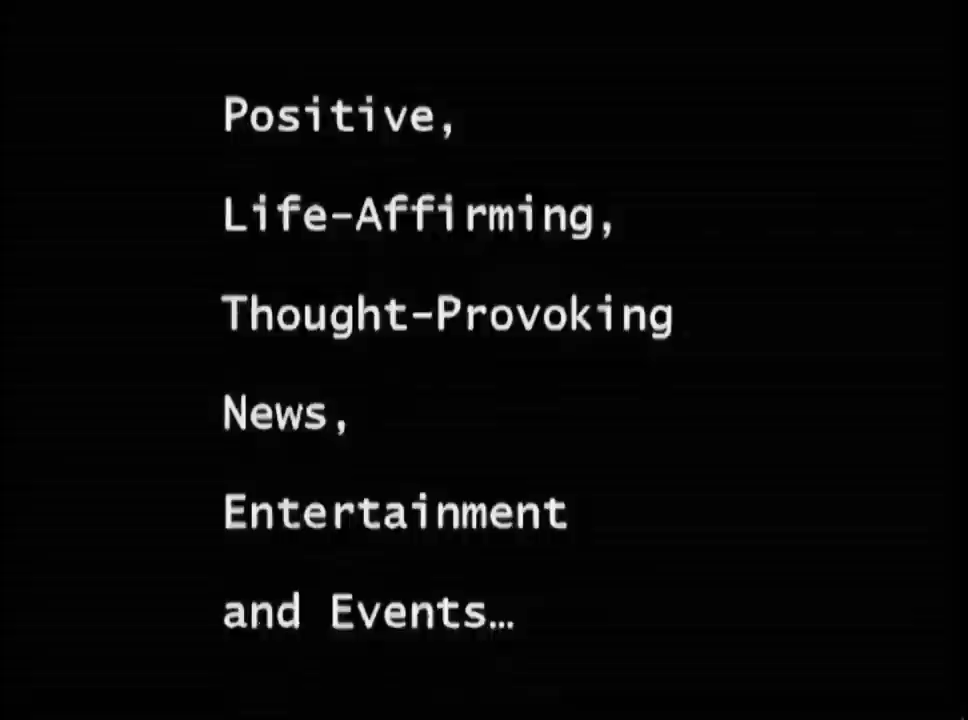 Positive,
Life-Affirming,
Thought-Provoking
News,
Entertainment
and Events…